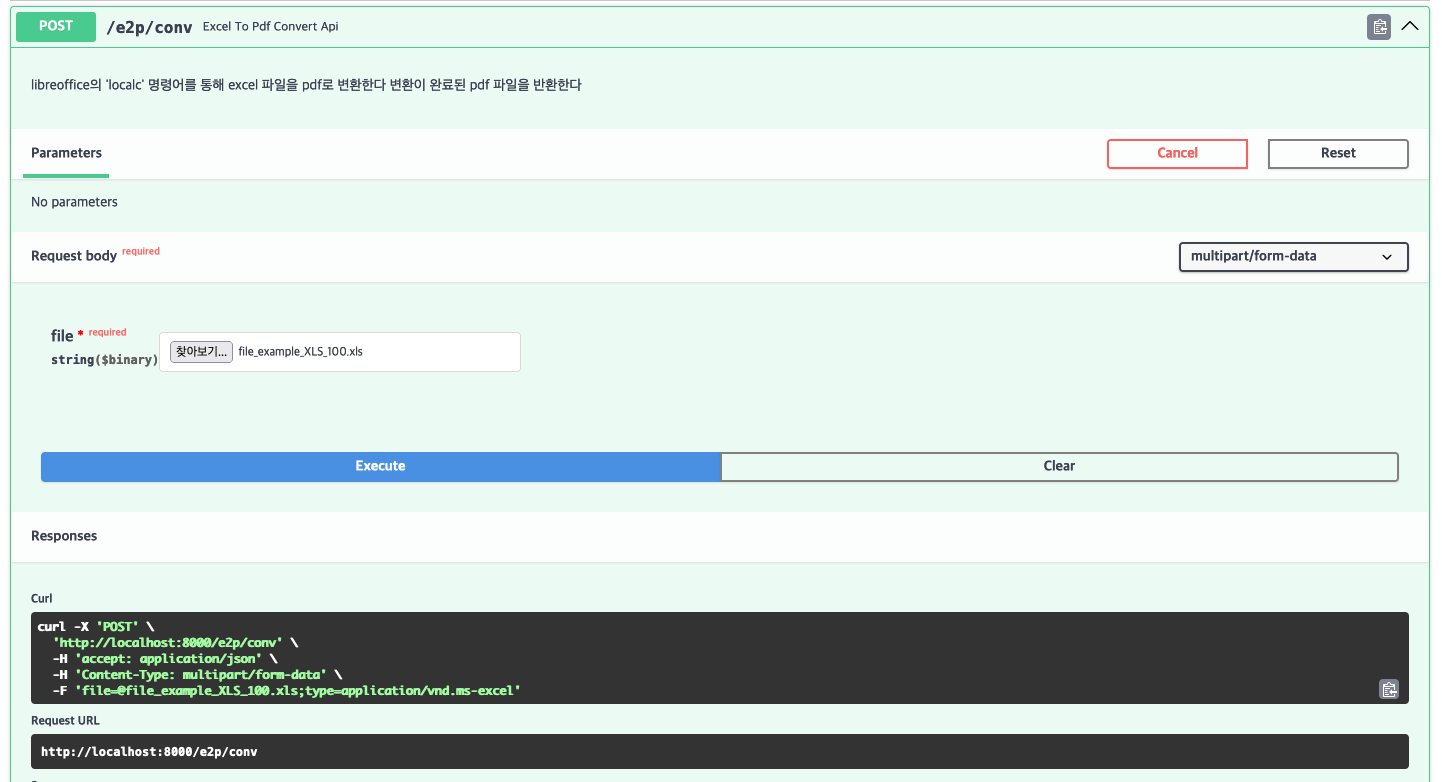 POST /e2p/conv Excel To Pdf Convert Api
libreoffice의 'localc' 명령어를 통해 excel 파일을 pdf로 변환한다 변환이 완료된 pdf 파일을 반환한다
Parameters Cancel Reset
No parameters
Request body required multipart/form-data
file * required
string($binary) 찾아보기... file_example_XLS_100.xls
Execute Clear
Responses
Curl
curl -X 'POST' \
'http://localhost:8000/e2p/conv' \
-H 'accept: application/json' \
-H 'Content-Type: multipart/form-data' \
-F 'file=@file_example_XLS_100.xls;type=application/vnd.ms-excel'
Request URL
http://localhost:8000/e2p/conv